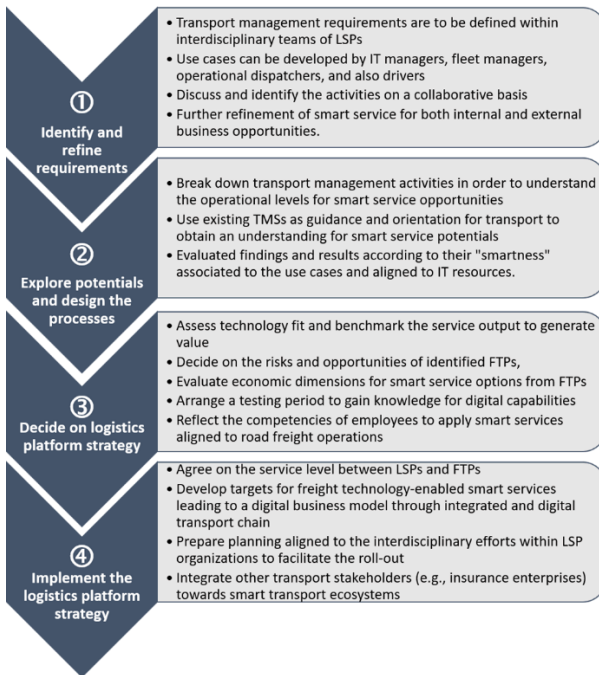 ①
Identify and
refine
requirements
• Transport management requirements are to be defined within
interdisciplinary teams of LSPs
• Use cases can be developed by IT managers, fleet managers,
operational dispatchers, and also drivers
• Discuss and identify the activities on a collaborative basis
• Further refinement of smart service for both internal and external
business opportunities.
②
Explore potentials
and design the
processes
• Break down transport management activities in order to understand
the operational levels for smart service opportunities
• Use existing TMSs as guidance and orientation for transport to
obtain an understanding for smart service potentials
• Evaluated findings and results according to their "smartness"
associated to the use cases and aligned to IT resources.
③
Decide on logistics
platform strategy
• Assess technology fit and benchmark the service output to generate
value
• Decide on the risks and opportunities of identified FTPs,
• Evaluate economic dimensions for smart service options from FTPs
• Arrange a testing period to gain knowledge for digital capabilities
• Reflect the competencies of employees to apply smart services
aligned to road freight operations
④
Implement the
logistics platform
strategy
• Agree on the service level between LSPs and FTPs
• Develop targets for freight technology-enabled smart services
leading to a digital business model through integrated and digital
transport chain
• Prepare planning aligned to the interdisciplinary efforts within LSP
organizations to facilitate the roll-out
• Integrate other transport stakeholders (e.g., insurance enterprises)
towards smart transport ecosystems